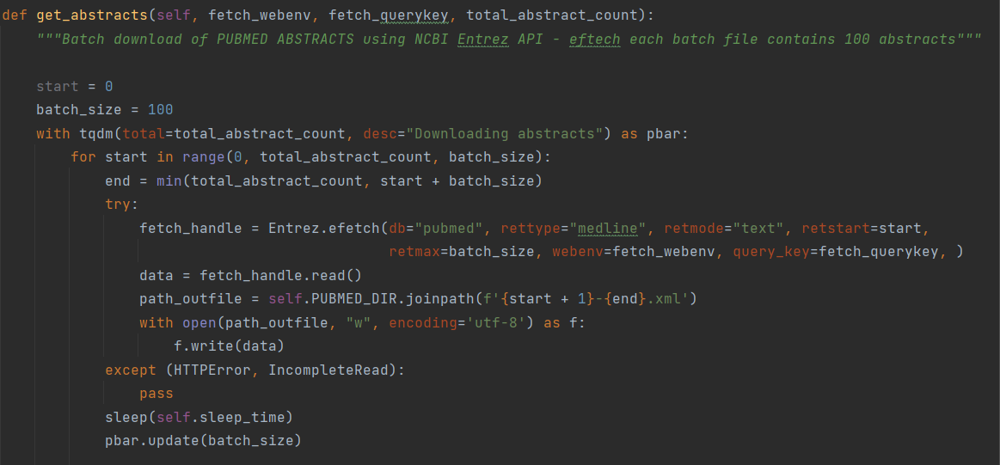 def get_abstracts(self, fetch_webenv, fetch_querykey, total_abstract_count):
    """Batch download of PUBMED ABSTRACTS using NCBI Entrez API - eftech each batch file contains 100 abstracts"""

    start = 0
    batch_size = 100
    with tqdm(total=total_abstract_count, desc="Downloading abstracts") as pbar:
        for start in range(0, total_abstract_count, batch_size):
            end = min(total_abstract_count, start + batch_size)
            try:
                fetch_handle = Entrez.efetch(db="pubmed", rettype="medline", retmode="text", retstart=start,
                                             retmax=batch_size, webenv=fetch_webenv, query_key=fetch_querykey, )
                data = fetch_handle.read()
                path_outfile = self.PUBMED_DIR.joinpath(f'{start + 1}-{end}.xml')
                with open(path_outfile, "w", encoding='utf-8') as f:
                    f.write(data)
            except (HTTPError, IncompleteRead):
                pass
            sleep(self.sleep_time)
            pbar.update(batch_size)